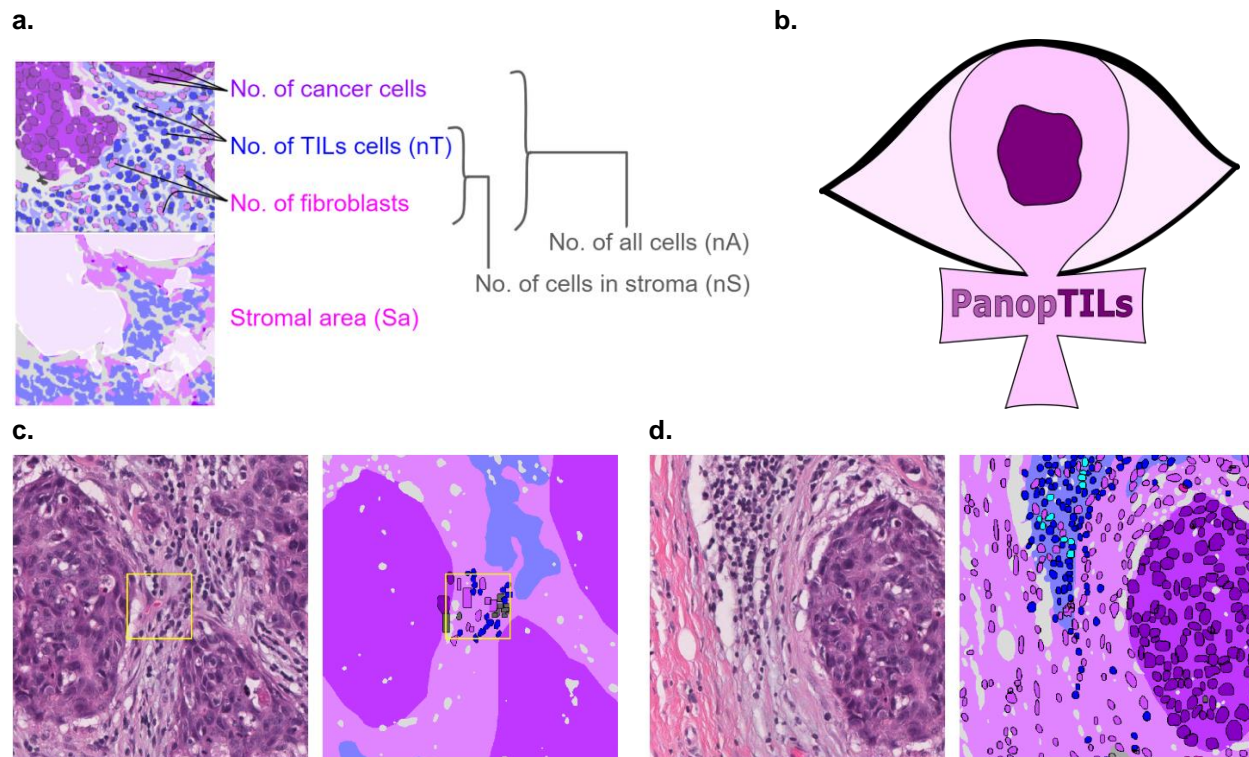 a.
b.
No. of cancer cells
No. of TILs cells (nT)
No. of fibroblasts
No. of all cells (nA)
No. of cells in stroma (nS)
Stromal area (Sa)
PanopTILs
c.
d.